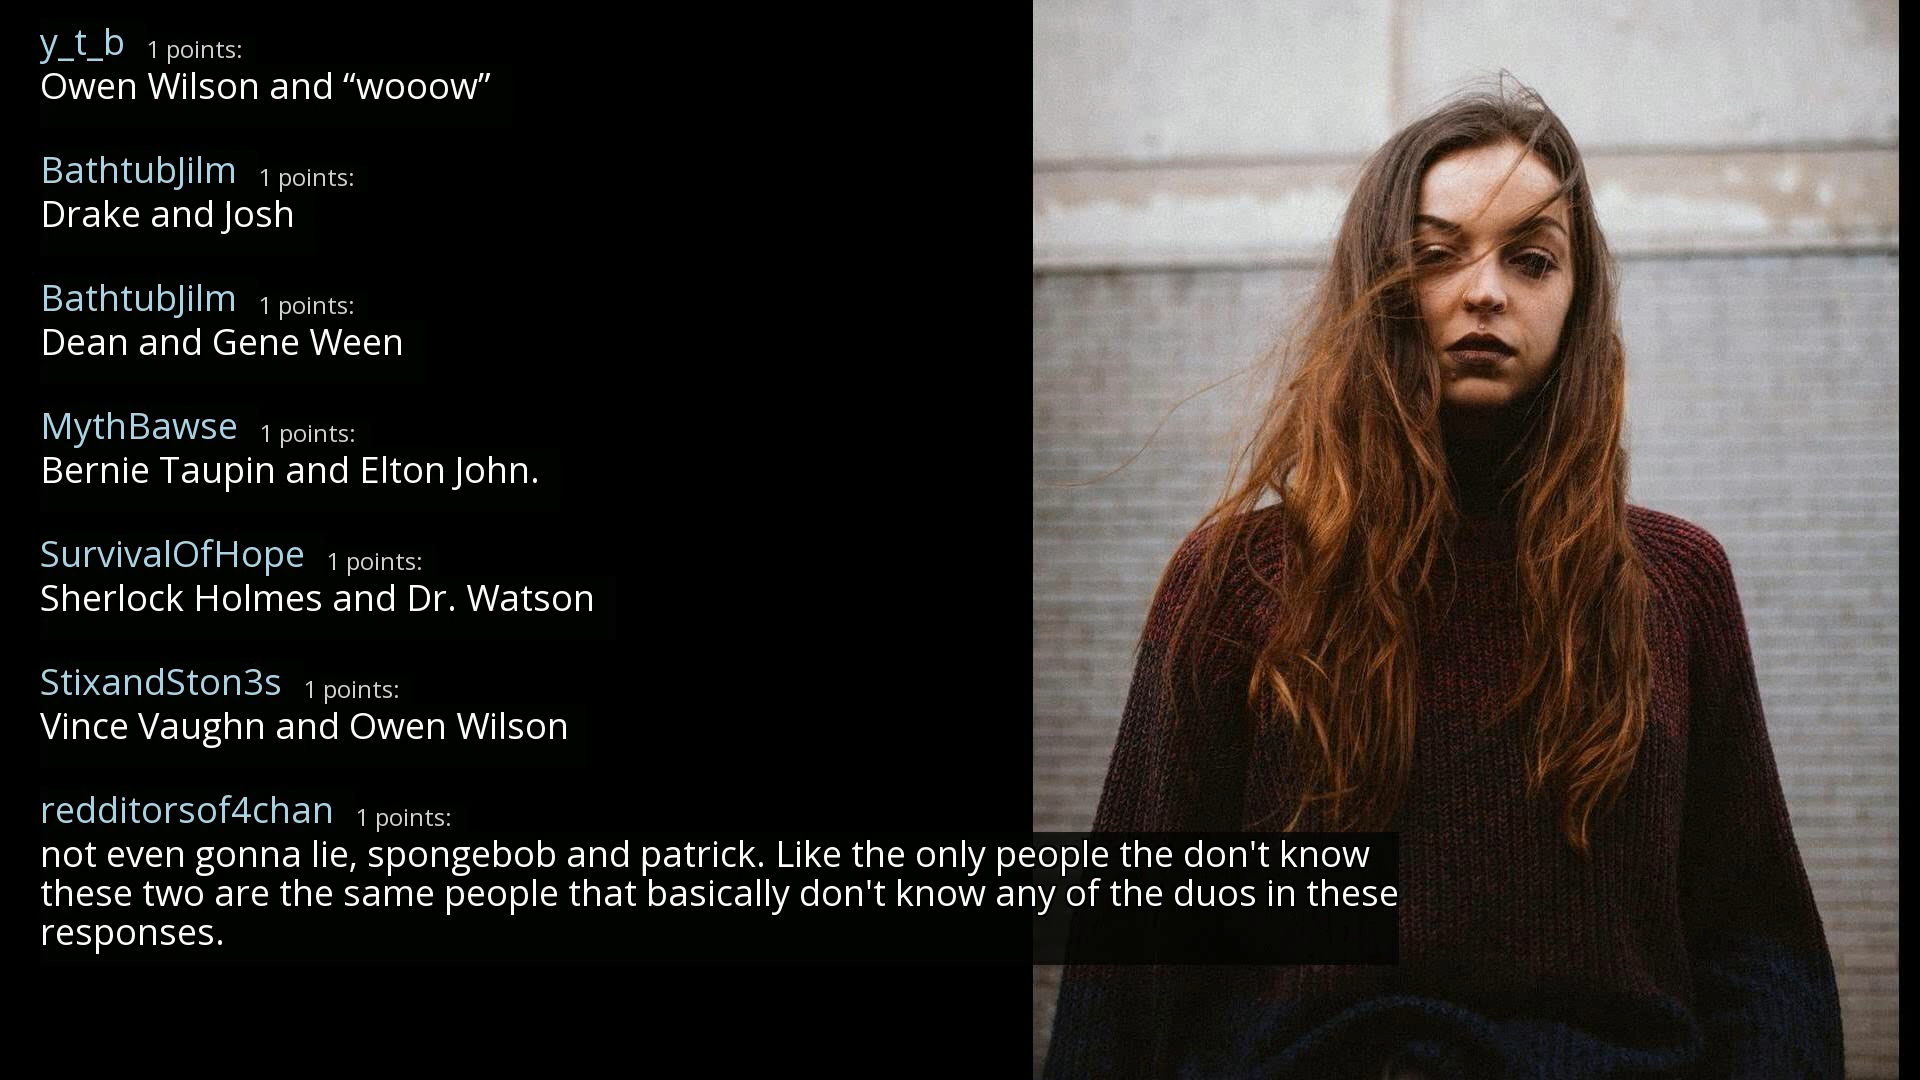 y_t_b 1 points:
Owen Wilson and “wooow”
BathtubJilm 1 points:
Drake and Josh
BathtubJilm 1 points:
Dean and Gene Ween
MythBawse 1 points:
Bernie Taupin and Elton John.
SurvivalOfHope 1 points:
Sherlock Holmes and Dr. Watson
StixandSton3s 1 points:
Vince Vaughn and Owen Wilson
redditorsof4chan 1 points:
not even gonna lie, spongebob and patrick. Like the only people the don't know
these two are the same people that basically don't know any of the duos in these
responses.